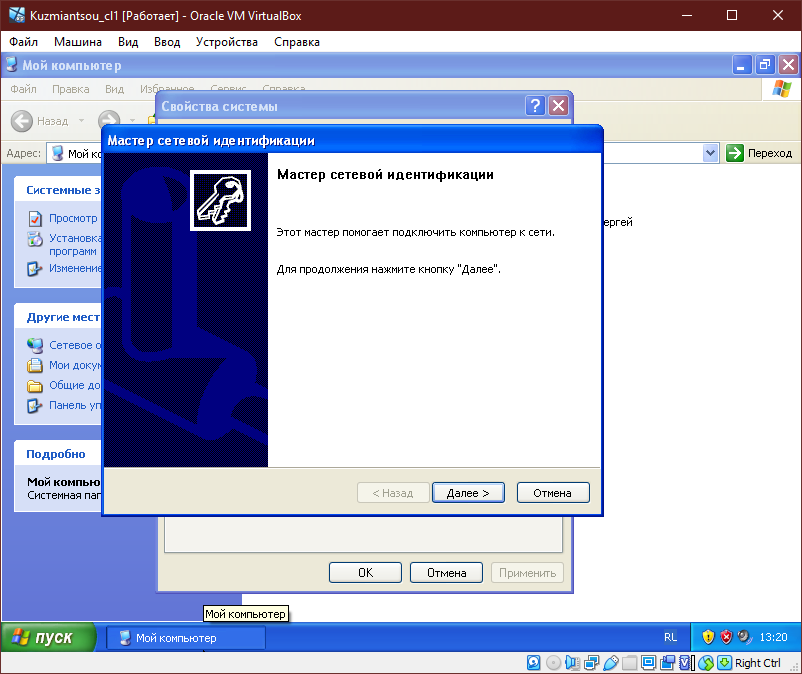 Kuzmiantsou_cl1 [Работает] - Oracle VM VirtualBox
Файл Машина Вид Ввод Устройства Справка
Мой компьютер
Файл Правка Вид Избранное Сервис Справка
Свойства системы
Назад
Мастер сетевой идентификации
Адрес: Мой ко
Переход
Системные з
Просмотр
Установка
программ
Изменение
Другие мест
Сетевое о
Мои докум
Общие до
Панель уп
Подробно
Мой компью
Системная пап
Мастер сетевой идентификации
Этот мастер помогает подключить компьютер к сети.
Для продолжения нажмите кнопку "Далее".
ергей
< Назад Далее > Отмена
OK Отмена Применить
Мой компьютер
пуск Мой компьютер RL 13:20
Right Ctrl